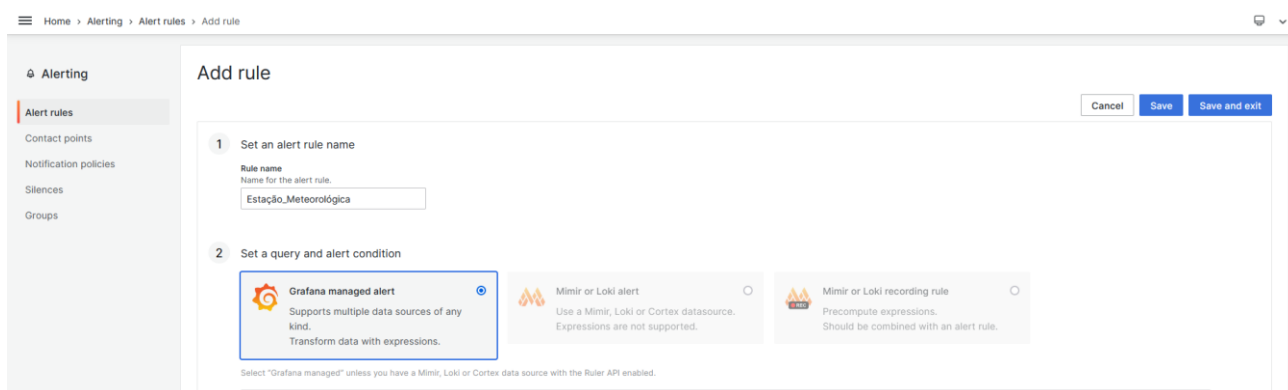 Home › Alerting › Alert rules › Add rule
Alerting
Alert rules
Contact points
Notification policies
Silences
Groups
Add rule
Cancel
Save
Save and exit
1 Set an alert rule name
Rule name
Name for the alert rule.
Estação_Meteorológica
2 Set a query and alert condition
Grafana managed alert
Supports multiple data sources of any
kind.
Transform data with expressions.
Mimir or Loki alert
Use a Mimir, Loki or Cortex datasource.
Expressions are not supported.
Mimir or Loki recording rule
Precompute expressions.
Should be combined with an alert rule.
REC
Select "Grafana managed" unless you have a Mimir, Loki or Cortex data source with the Ruler API enabled.